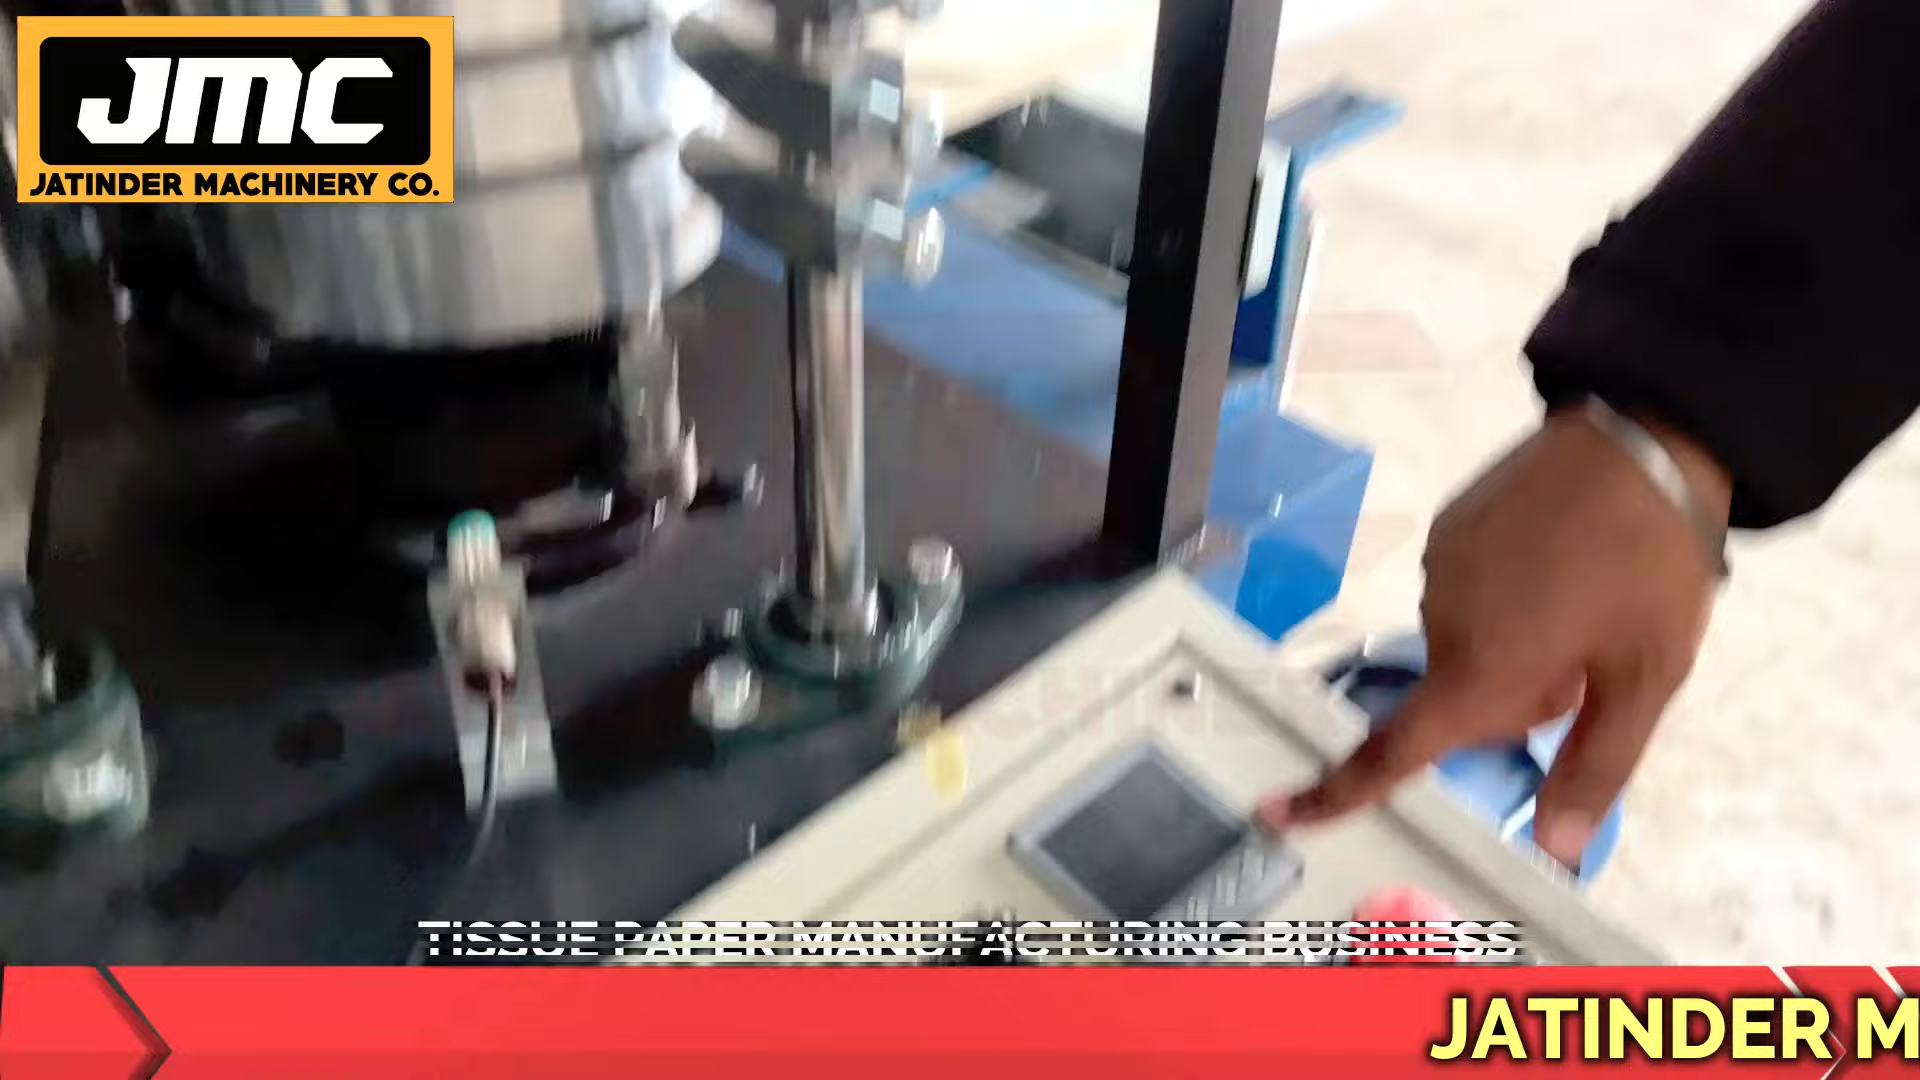 JMC
JATINDER MACHINERY CO.
TISSUE PAPER MANUFACTURING BUSINESS
JATINDER M